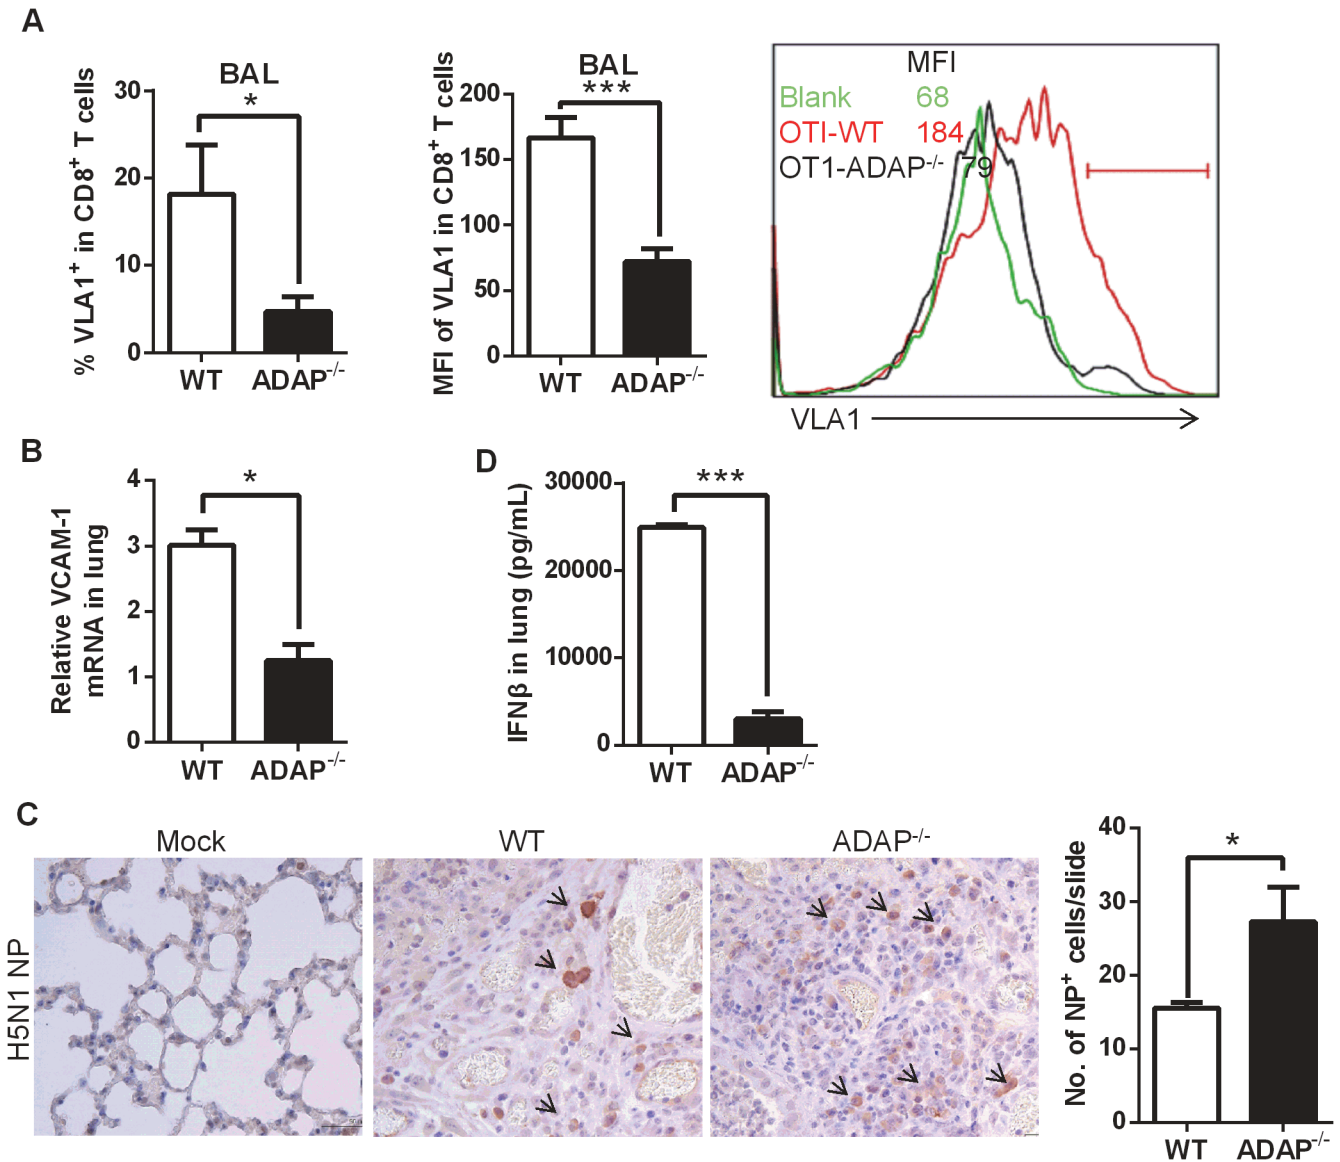 A
BAL
*
% VLA1⁺ in CD8⁺ T cells
30
20
10
0
WT
ADAP⁻/⁻
BAL
***
MFI of VLA1 in CD8⁺ T cells
200
150
100
50
0
WT
ADAP⁻/⁻
MFI
Blank 68
OTI-WT 184
OT1-ADAP⁻/⁻ 79
VLA1
B
*
Relative VCAM-1
mRNA in lung
4
3
2
1
0
WT
ADAP⁻/⁻
D
***
IFNβ in lung (pg/mL)
30000
20000
10000
0
WT
ADAP⁻/⁻
C
Mock
WT
ADAP⁻/⁻
H5N1 NP
*
No. of NP⁺ cells/slide
40
30
20
10
0
WT
ADAP⁻/⁻